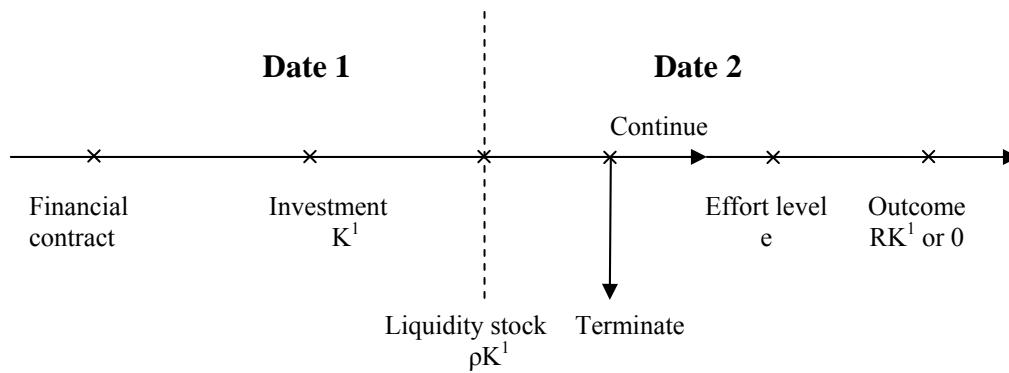 Date 1
Date 2
Continue
Financial
contract
Investment
K¹
Effort level
e
Outcome
RK¹ or 0
Liquidity stock
ρK¹
Terminate